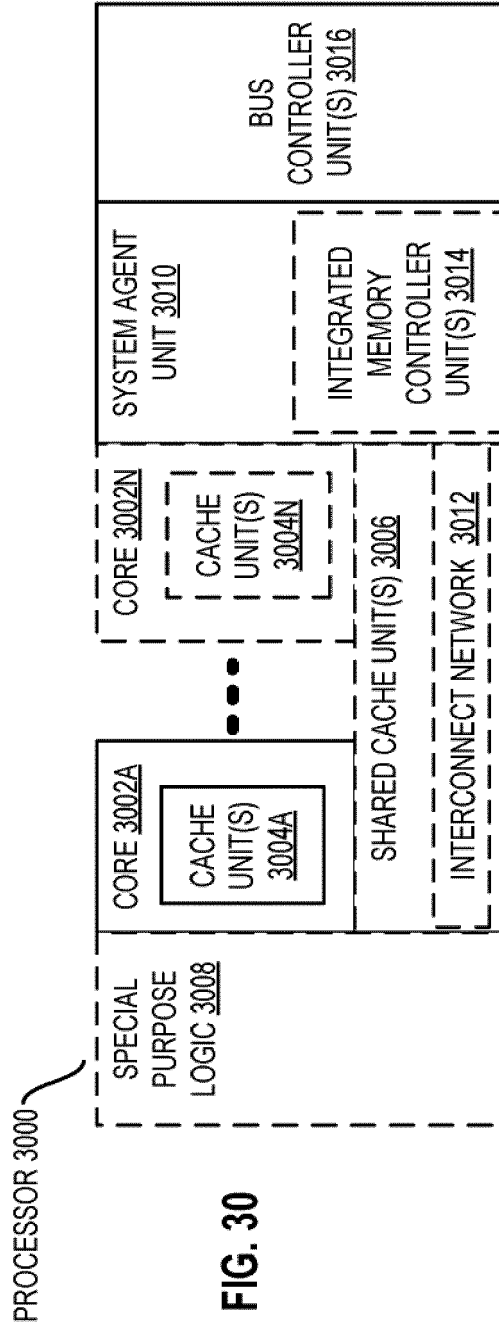 PROCESSOR 3000
SPECIAL
PURPOSE
LOGIC 3008
CORE 3002A
CACHE
UNIT(S)
3004A
CORE 3002N
CACHE
UNIT(S)
3004N
SHARED CACHE UNIT(S) 3006
INTERCONNECT NETWORK 3012
SYSTEM AGENT
UNIT 3010
INTEGRATED
MEMORY
CONTROLLER
UNIT(S) 3014
BUS
CONTROLLER
UNIT(S) 3016
FIG. 30